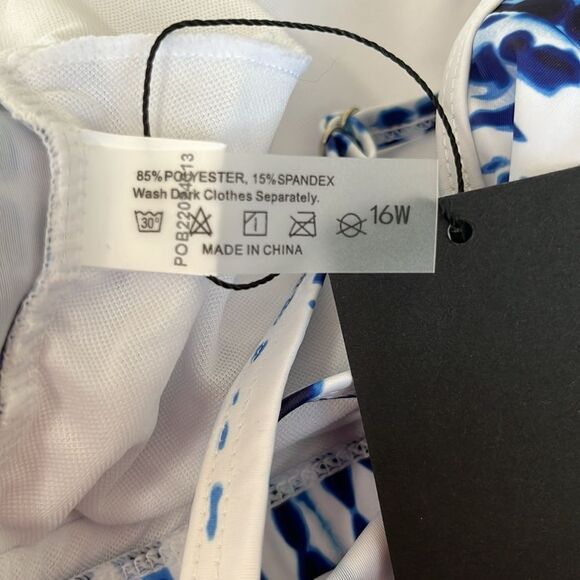 85% POLYESTER, 15%SPANDEX
Wash Dark Clothes Separately.
30°
16W
MADE IN CHINA